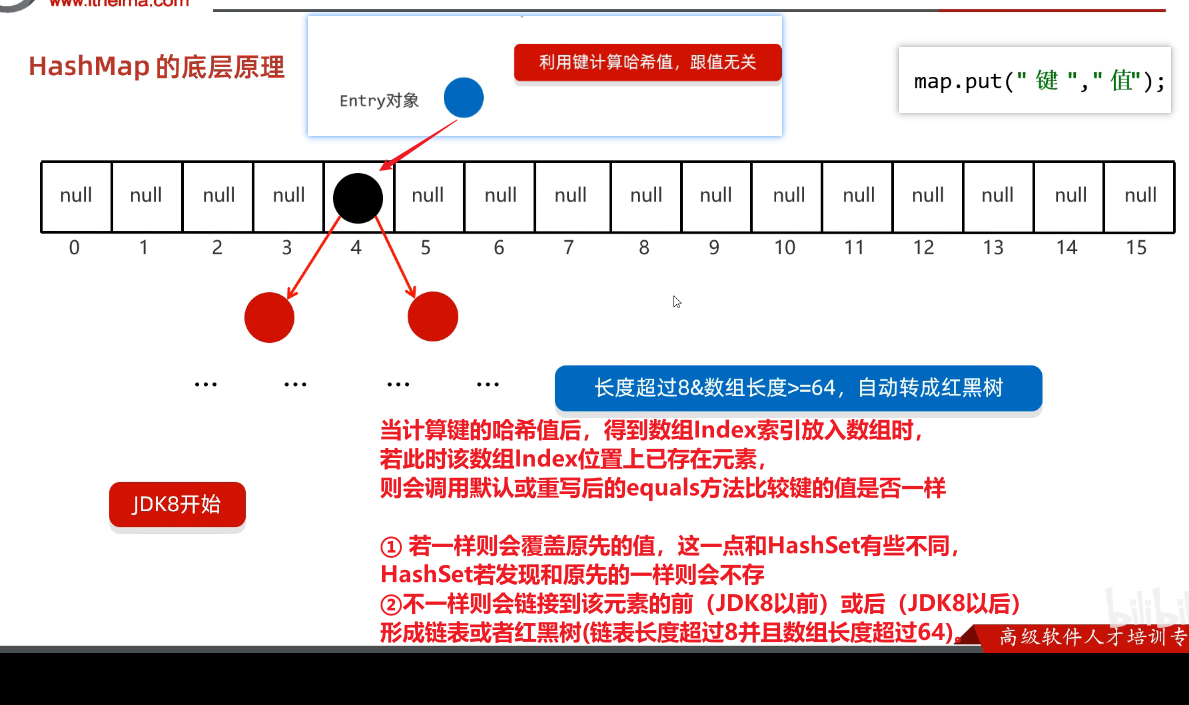 www.itheima.com
HashMap 的底层原理
利用键计算哈希值，跟值无关
Entry对象
map.put(" 键 "," 值");
null null null null null null null null null null null null null null null
0 1 2 3 4 5 6 7 8 9 10 11 12 13 14 15
... ... ... ...
长度超过8&数组长度>=64，自动转成红黑树
当计算键的哈希值后，得到数组Index索引放入数组时，
若此时该数组Index位置上已存在元素，
则会调用默认或重写后的equals方法比较键的值是否一样
JDK8开始
① 若一样则会覆盖原先的值，这一点和HashSet有些不同，
HashSet若发现和原先的一样则会不存
②不一样则会链接到该元素的前（JDK8以前）或后（JDK8以后）
形成链表或者红黑树(链表长度超过8并且数组长度超过64)。
bilibili
高级软件人才培训专